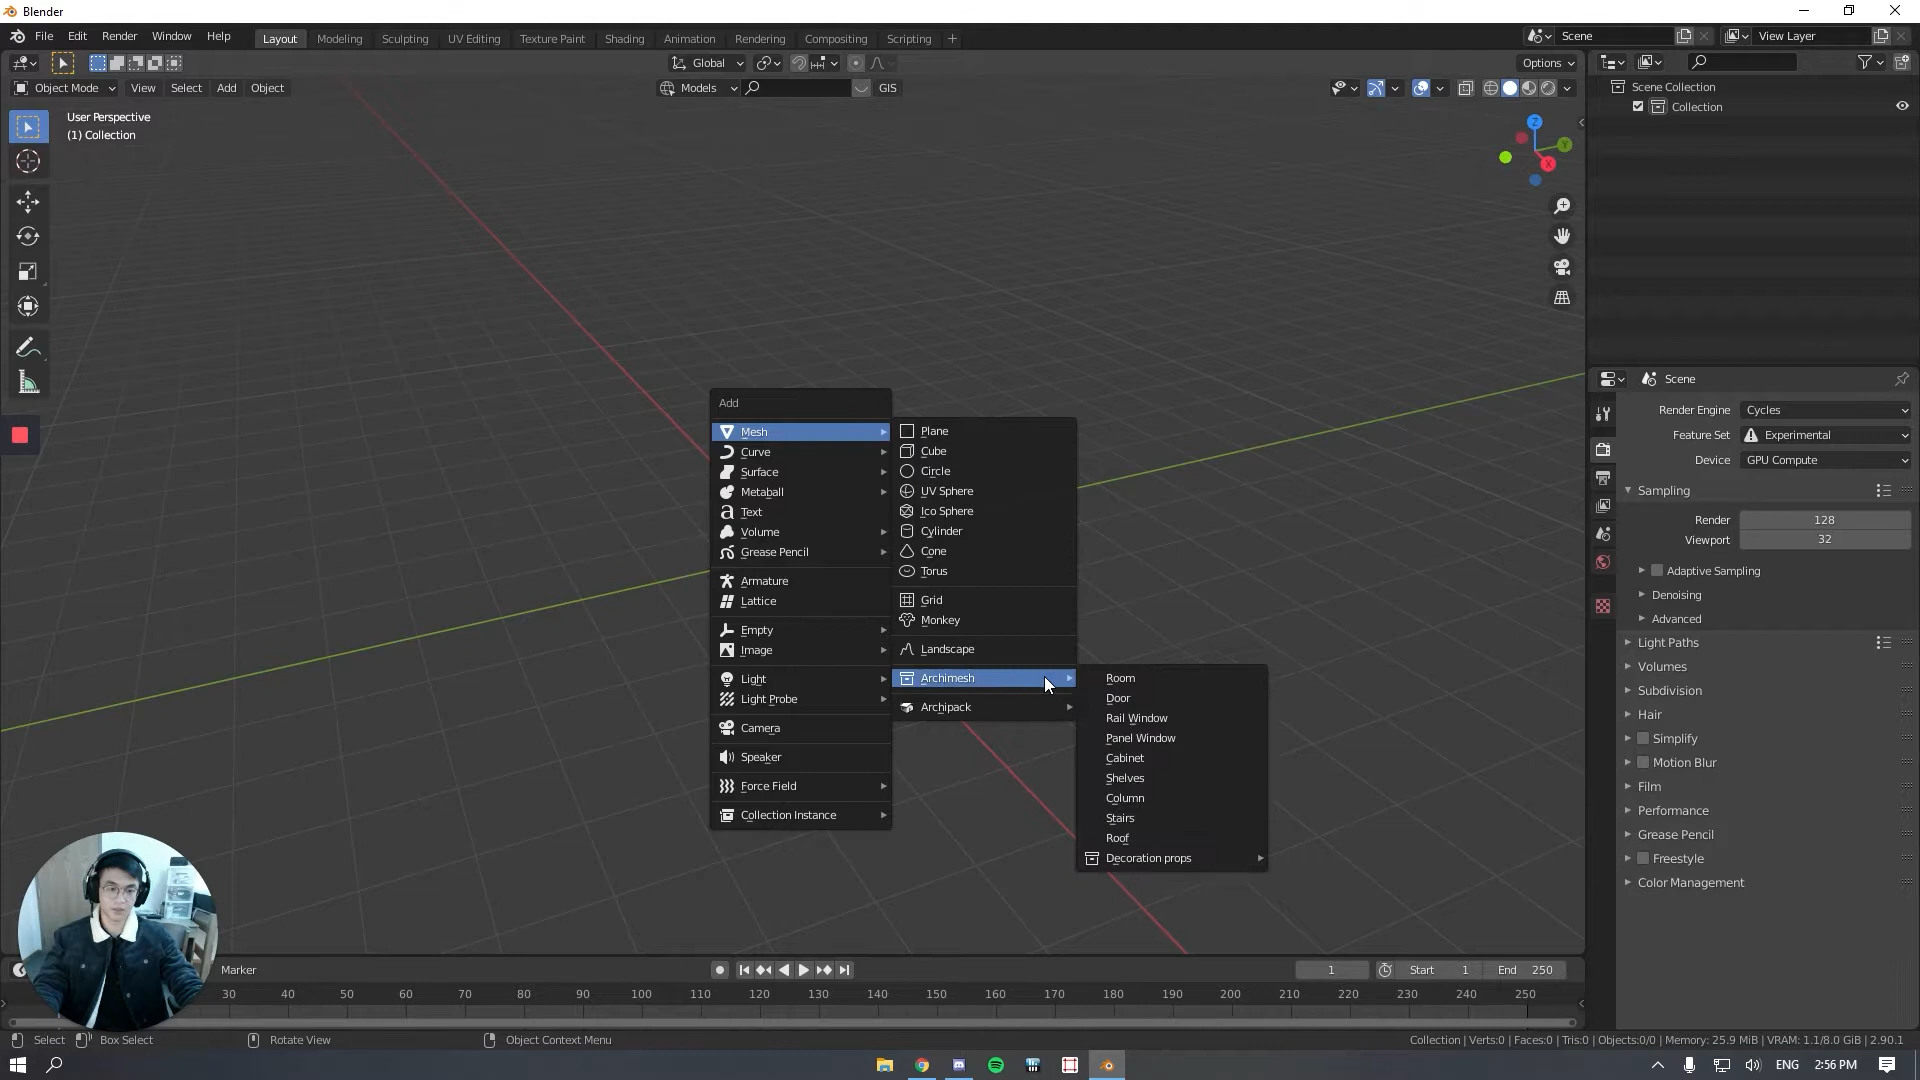 Blender
File Edit Render Window Help
Layout Modeling Sculpting UV Editing Texture Paint Shading Animation Rendering Compositing Scripting +
Scene
View Layer
Global
Options
Object Mode View Select Add Object
Models
GIS
User Perspective
(1) Collection
Z
Y
X
Scene Collection
Collection
Add
Mesh
Curve
Surface
Metaball
Text
Volume
Grease Pencil
Armature
Lattice
Empty
Image
Light
Light Probe
Camera
Speaker
Force Field
Collection Instance
Plane
Cube
Circle
UV Sphere
Ico Sphere
Cylinder
Cone
Torus
Grid
Monkey
Landscape
Archimesh
Archipack
Room
Door
Rail Window
Panel Window
Cabinet
Shelves
Column
Stairs
Roof
Decoration props
Scene
Render Engine Cycles
Feature Set Experimental
Device GPU Compute
Sampling
Render 128
Viewport 32
Adaptive Sampling
Denoising
Advanced
Light Paths
Volumes
Subdivision
Hair
Simplify
Motion Blur
Film
Performance
Grease Pencil
Freestyle
Color Management
Marker
1
Start 1 End 250
30 40 50 60 70 80 90 100 110 120 130 140 150 160 170 180 190 200 210 220 230 240 250
Select Box Select Rotate View Object Context Menu
Collection | Verts:0 | Faces:0 | Tris:0 | Objects:0/0 | Memory: 25.9 MiB | VRAM: 1.1/8.0 GiB | 2.90.1
ENG 2:56 PM